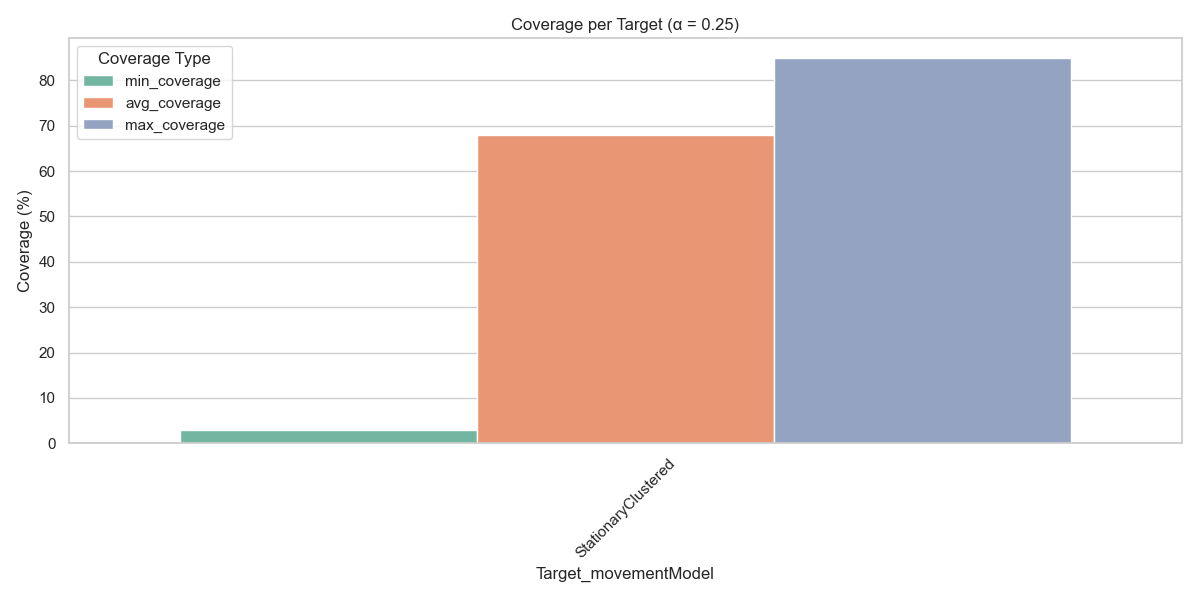 Coverage per Target (α = 0.25)
Coverage Type
min_coverage
avg_coverage
max_coverage
Coverage (%)
80
70
60
50
40
30
20
10
0
StationaryClustered
Target_movementModel